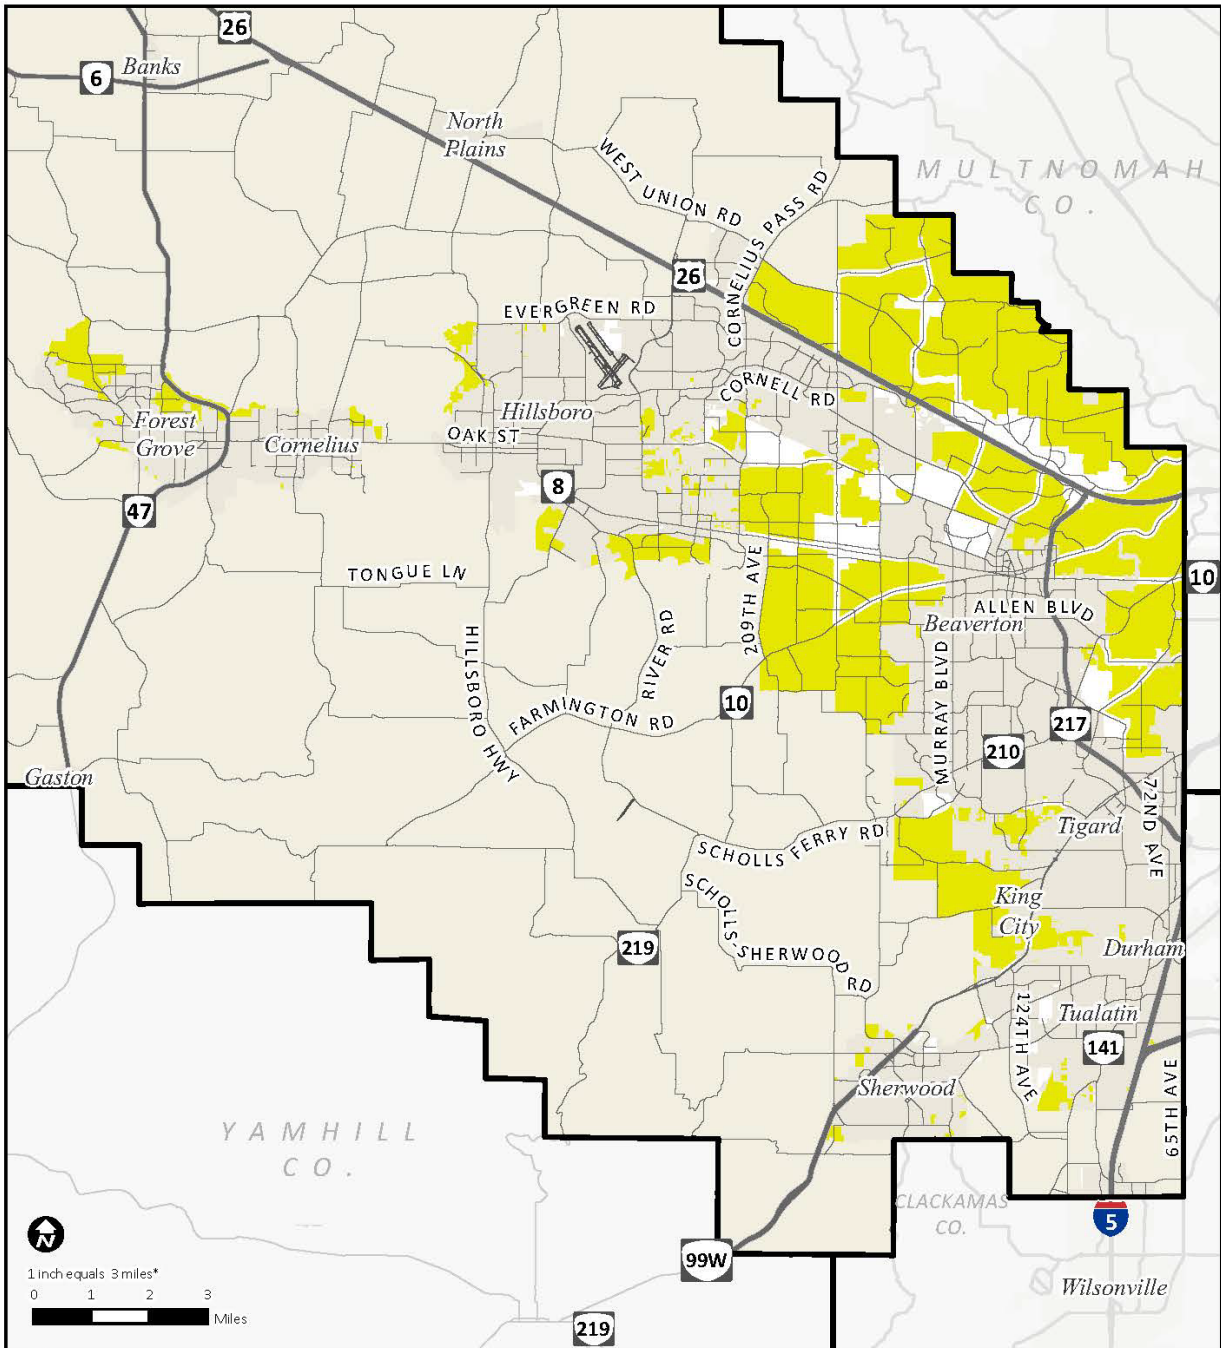 26
6
Banks
North
Plains
WEST UNION RD
MULTNOMAH
CO.
CORNELIUS PASS RD
26
EVERGREEN RD
CORNELL RD
Hillsboro
Forest
Grove
Cornelius
OAK ST
8
47
10
TONGUE LN
209TH AVE
ALLEN BLVD
Beaverton
HILLSBORO HWY
RIVER RD
MURRAY BLVD
10
FARMINGTON RD
217
210
Gaston
72ND AVE
Tigard
SCHOLLS FERRY RD
SCHOLLS-SHERWOOD RD
King
City
219
Durham
124TH AVE
Tualatin
141
Sherwood
65TH AVE
YAMHILL
CO.
CLACKAMAS
CO.
5
N
99W
1 inch equals 3 miles*
0 1 2 3
Miles
Wilsonville
219